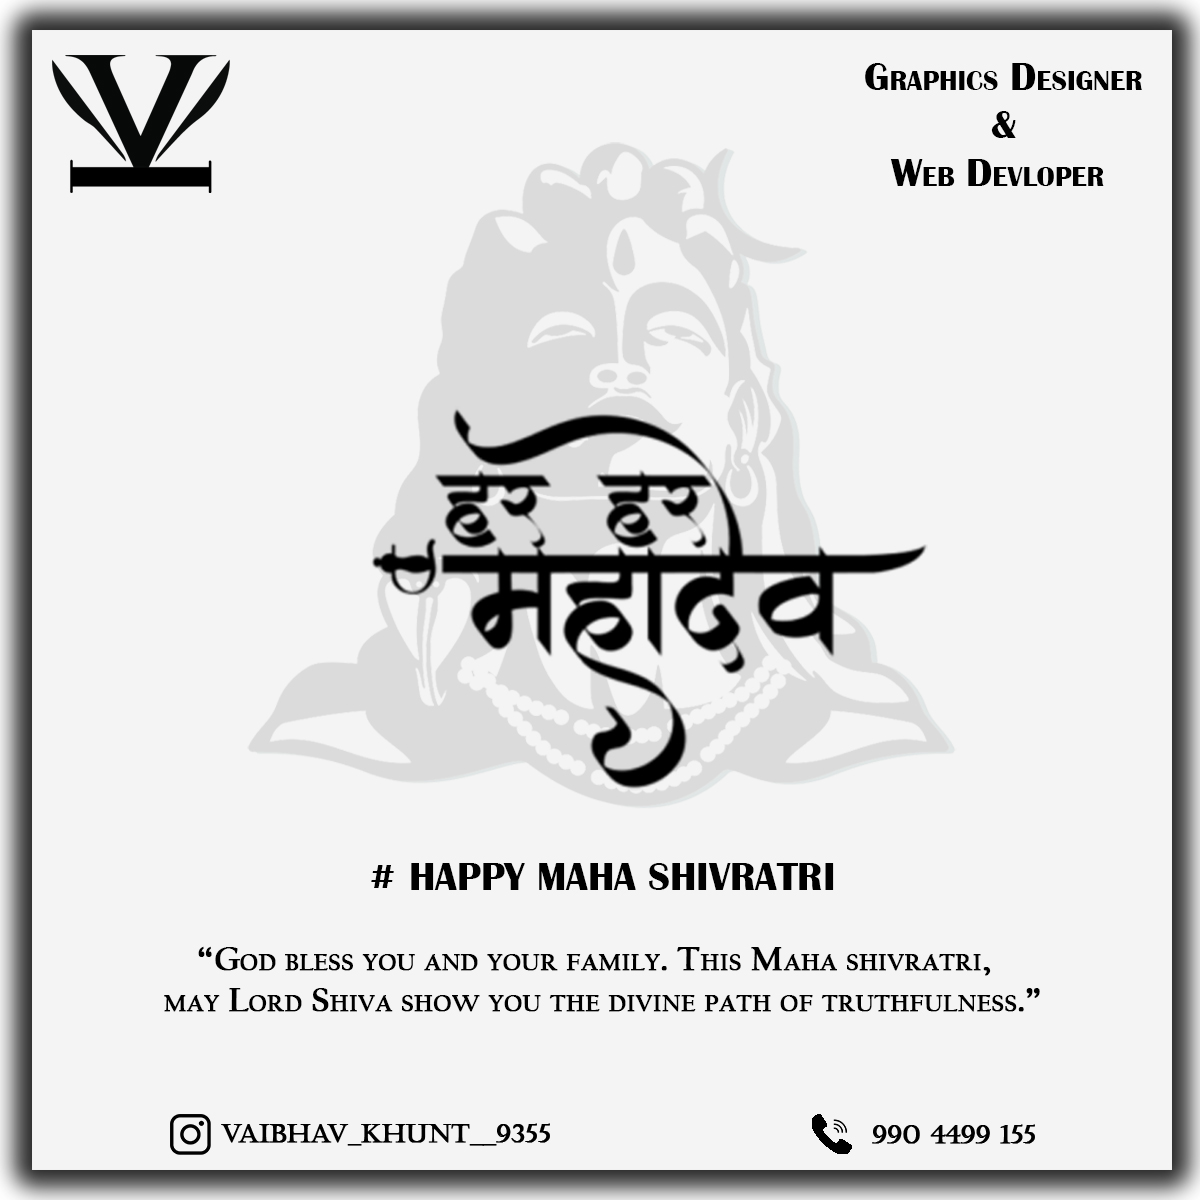 V
GRAPHICS DESIGNER
&
WEB DEVLOPER
हर हर
महादेव
# HAPPY MAHA SHIVRATRI
“GOD BLESS YOU AND YOUR FAMILY. THIS MAHA SHIVRATRI,
MAY LORD SHIVA SHOW YOU THE DIVINE PATH OF TRUTHFULNESS.”
VAIBHAV_KHUNT__9355
990 4499 155